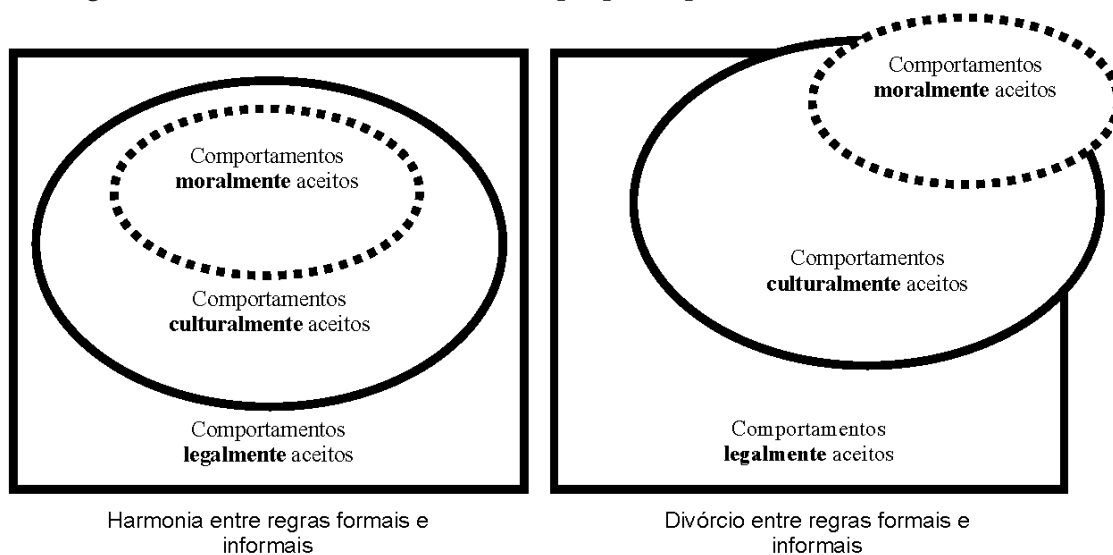 Comportamentos
moralmente aceitos
Comportamentos
culturalmente aceitos
Comportamentos
legalmente aceitos
Harmonia entre regras formais e
informais
Comportamentos
moralmente aceitos
Comportamentos
culturalmente aceitos
Comportamentos
legalmente aceitos
Divórcio entre regras formais e
informais